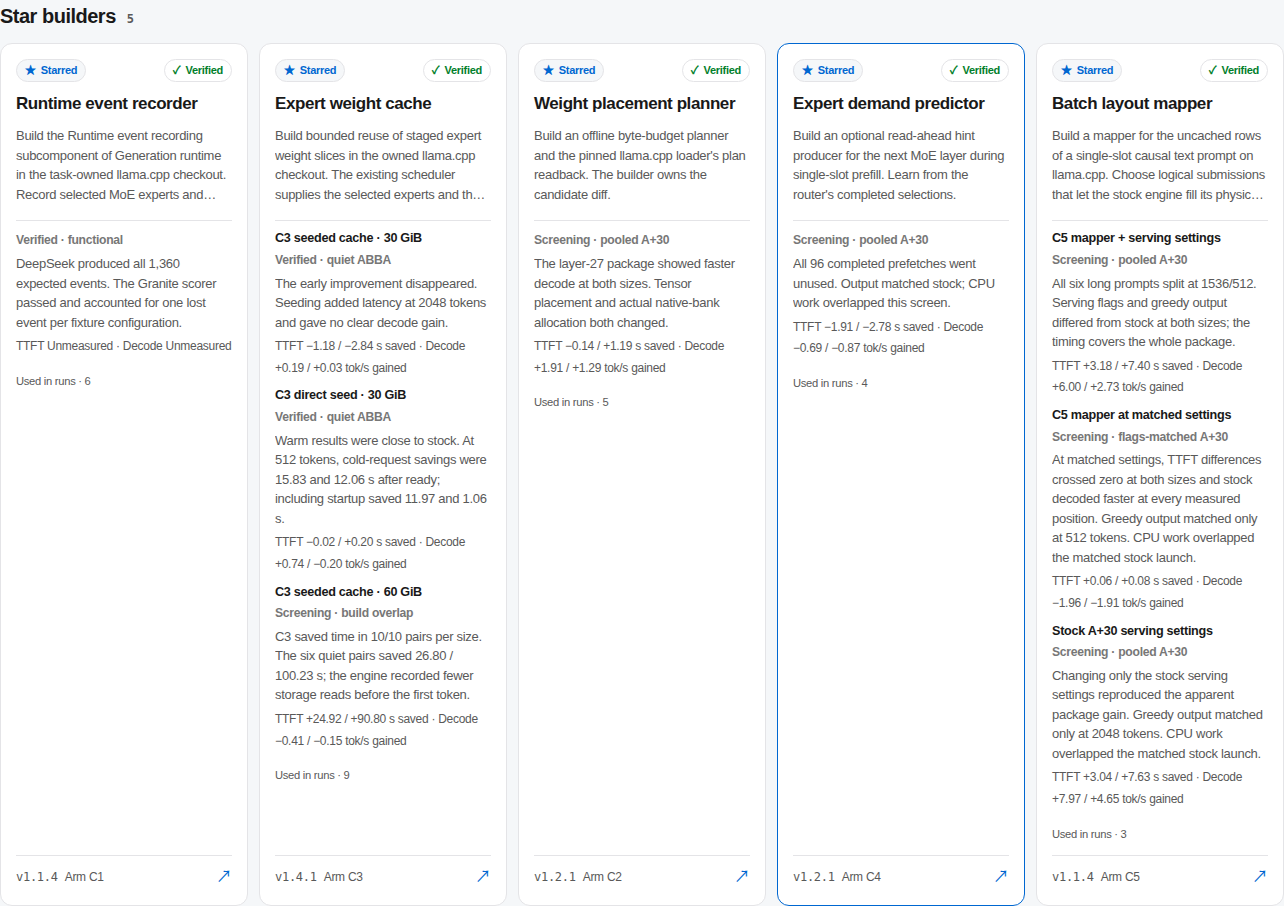 Star builders 5
★ Starred ✓ Verified
Runtime event recorder
Build the Runtime event recording
subcomponent of Generation runtime
in the task-owned llama.cpp checkout.
Record selected MoE experts and…
Verified · functional
DeepSeek produced all 1,360
expected events. The Granite scorer
passed and accounted for one lost
event per fixture configuration.
TTFT Unmeasured · Decode Unmeasured
Used in runs · 6
v1.1.4 Arm C1 ↗
★ Starred ✓ Verified
Expert weight cache
Build bounded reuse of staged expert
weight slices in the owned llama.cpp
checkout. The existing scheduler
supplies the selected experts and th…
C3 seeded cache · 30 GiB
Verified · quiet ABBA
The early improvement disappeared.
Seeding added latency at 2048 tokens
and gave no clear decode gain.
TTFT −1.18 / −2.84 s saved · Decode
+0.19 / +0.03 tok/s gained
C3 direct seed · 30 GiB
Verified · quiet ABBA
Warm results were close to stock. At
512 tokens, cold-request savings were
15.83 and 12.06 s after ready;
including startup saved 11.97 and 1.06
s.
TTFT −0.02 / +0.20 s saved · Decode
+0.74 / −0.20 tok/s gained
C3 seeded cache · 60 GiB
Screening · build overlap
C3 saved time in 10/10 pairs per size.
The six quiet pairs saved 26.80 /
100.23 s; the engine recorded fewer
storage reads before the first token.
TTFT +24.92 / +90.80 s saved · Decode
−0.41 / −0.15 tok/s gained
Used in runs · 9
v1.4.1 Arm C3 ↗
★ Starred ✓ Verified
Weight placement planner
Build an offline byte-budget planner
and the pinned llama.cpp loader's plan
readback. The builder owns the
candidate diff.
Screening · pooled A+30
The layer-27 package showed faster
decode at both sizes. Tensor
placement and actual native-bank
allocation both changed.
TTFT −0.14 / +1.19 s saved · Decode
+1.91 / +1.29 tok/s gained
Used in runs · 5
v1.2.1 Arm C2 ↗
★ Starred ✓ Verified
Expert demand predictor
Build an optional read-ahead hint
producer for the next MoE layer during
single-slot prefill. Learn from the
router's completed selections.
Screening · pooled A+30
All 96 completed prefetches went
unused. Output matched stock; CPU
work overlapped this screen.
TTFT −1.91 / −2.78 s saved · Decode
−0.69 / −0.87 tok/s gained
Used in runs · 4
v1.2.1 Arm C4 ↗
★ Starred ✓ Verified
Batch layout mapper
Build a mapper for the uncached rows
of a single-slot causal text prompt on
llama.cpp. Choose logical submissions
that let the stock engine fill its physic…
C5 mapper + serving settings
Screening · pooled A+30
All six long prompts split at 1536/512.
Serving flags and greedy output
differed from stock at both sizes; the
timing covers the whole package.
TTFT +3.18 / +7.40 s saved · Decode
+6.00 / +2.73 tok/s gained
C5 mapper at matched settings
Screening · flags-matched A+30
At matched settings, TTFT differences
crossed zero at both sizes and stock
decoded faster at every measured
position. Greedy output matched only
at 512 tokens. CPU work overlapped
the matched stock launch.
TTFT +0.06 / +0.08 s saved · Decode
−1.96 / −1.91 tok/s gained
Stock A+30 serving settings
Screening · pooled A+30
Changing only the stock serving
settings reproduced the apparent
package gain. Greedy output matched
only at 2048 tokens. CPU work
overlapped the matched stock launch.
TTFT +3.04 / +7.63 s saved · Decode
+7.97 / +4.65 tok/s gained
Used in runs · 3
v1.1.4 Arm C5 ↗